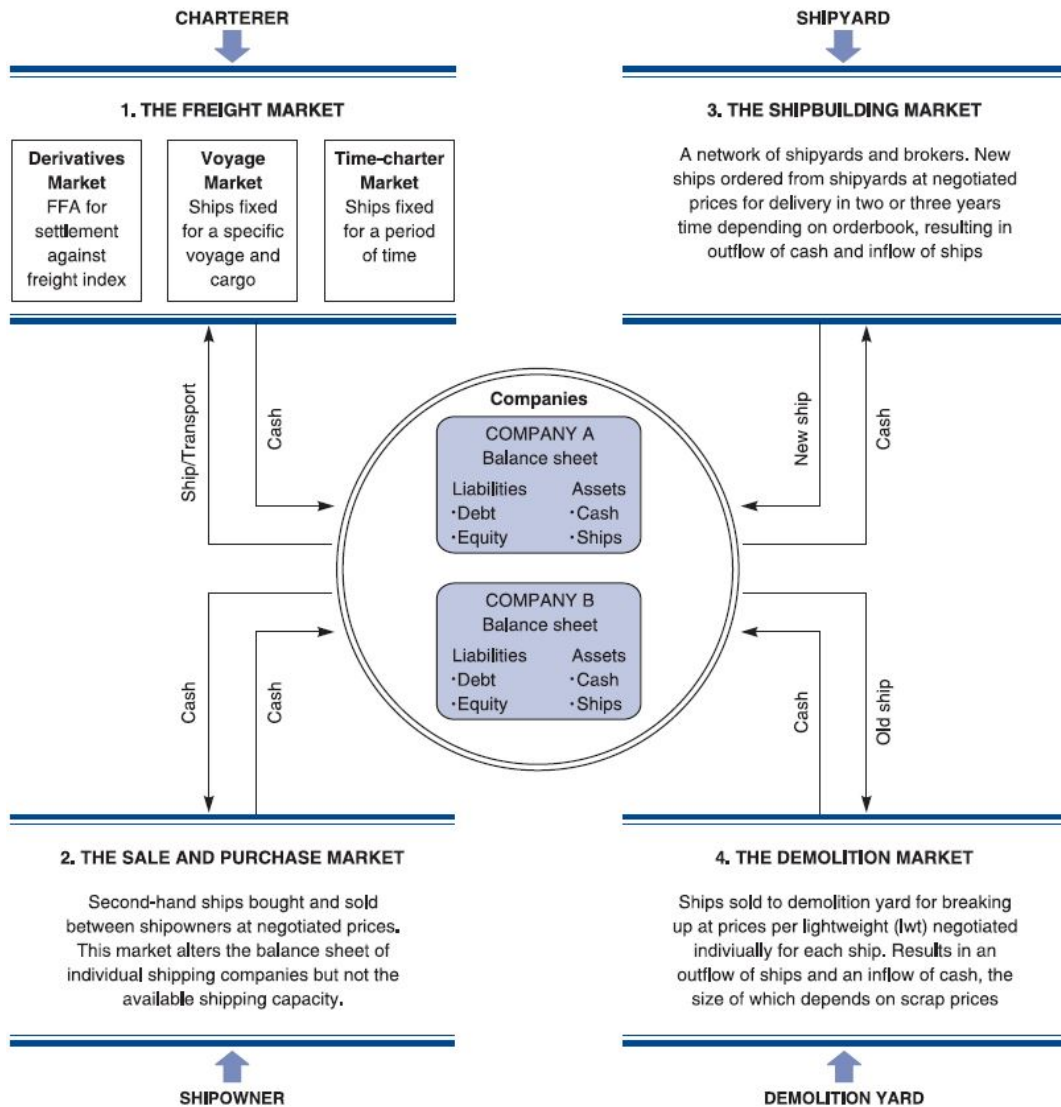 CHARTERER
SHIPYARD
1. THE FREIGHT MARKET
Derivatives
Market
FFA for
settlement
against
freight index
Voyage
Market
Ships fixed
for a specific
voyage and
cargo
Time-charter
Market
Ships fixed
for a period
of time
3. THE SHIPBUILDING MARKET
A network of shipyards and brokers. New
ships ordered from shipyards at negotiated
prices for delivery in two or three years
time depending on orderbook, resulting in
outflow of cash and inflow of ships
Ship/Transport
Cash
New ship
Cash
Companies
COMPANY A
Balance sheet
Liabilities Assets
·Debt ·Cash
·Equity ·Ships
COMPANY B
Balance sheet
Liabilities Assets
·Debt ·Cash
·Equity ·Ships
Cash
Cash
Cash
Old ship
2. THE SALE AND PURCHASE MARKET
Second-hand ships bought and sold
between shipowners at negotiated prices.
This market alters the balance sheet of
individual shipping companies but not the
available shipping capacity.
4. THE DEMOLITION MARKET
Ships sold to demolition yard for breaking
up at prices per lightweight (lwt) negotiated
indiviually for each ship. Results in an
outflow of ships and an inflow of cash, the
size of which depends on scrap prices
SHIPOWNER
DEMOLITION YARD